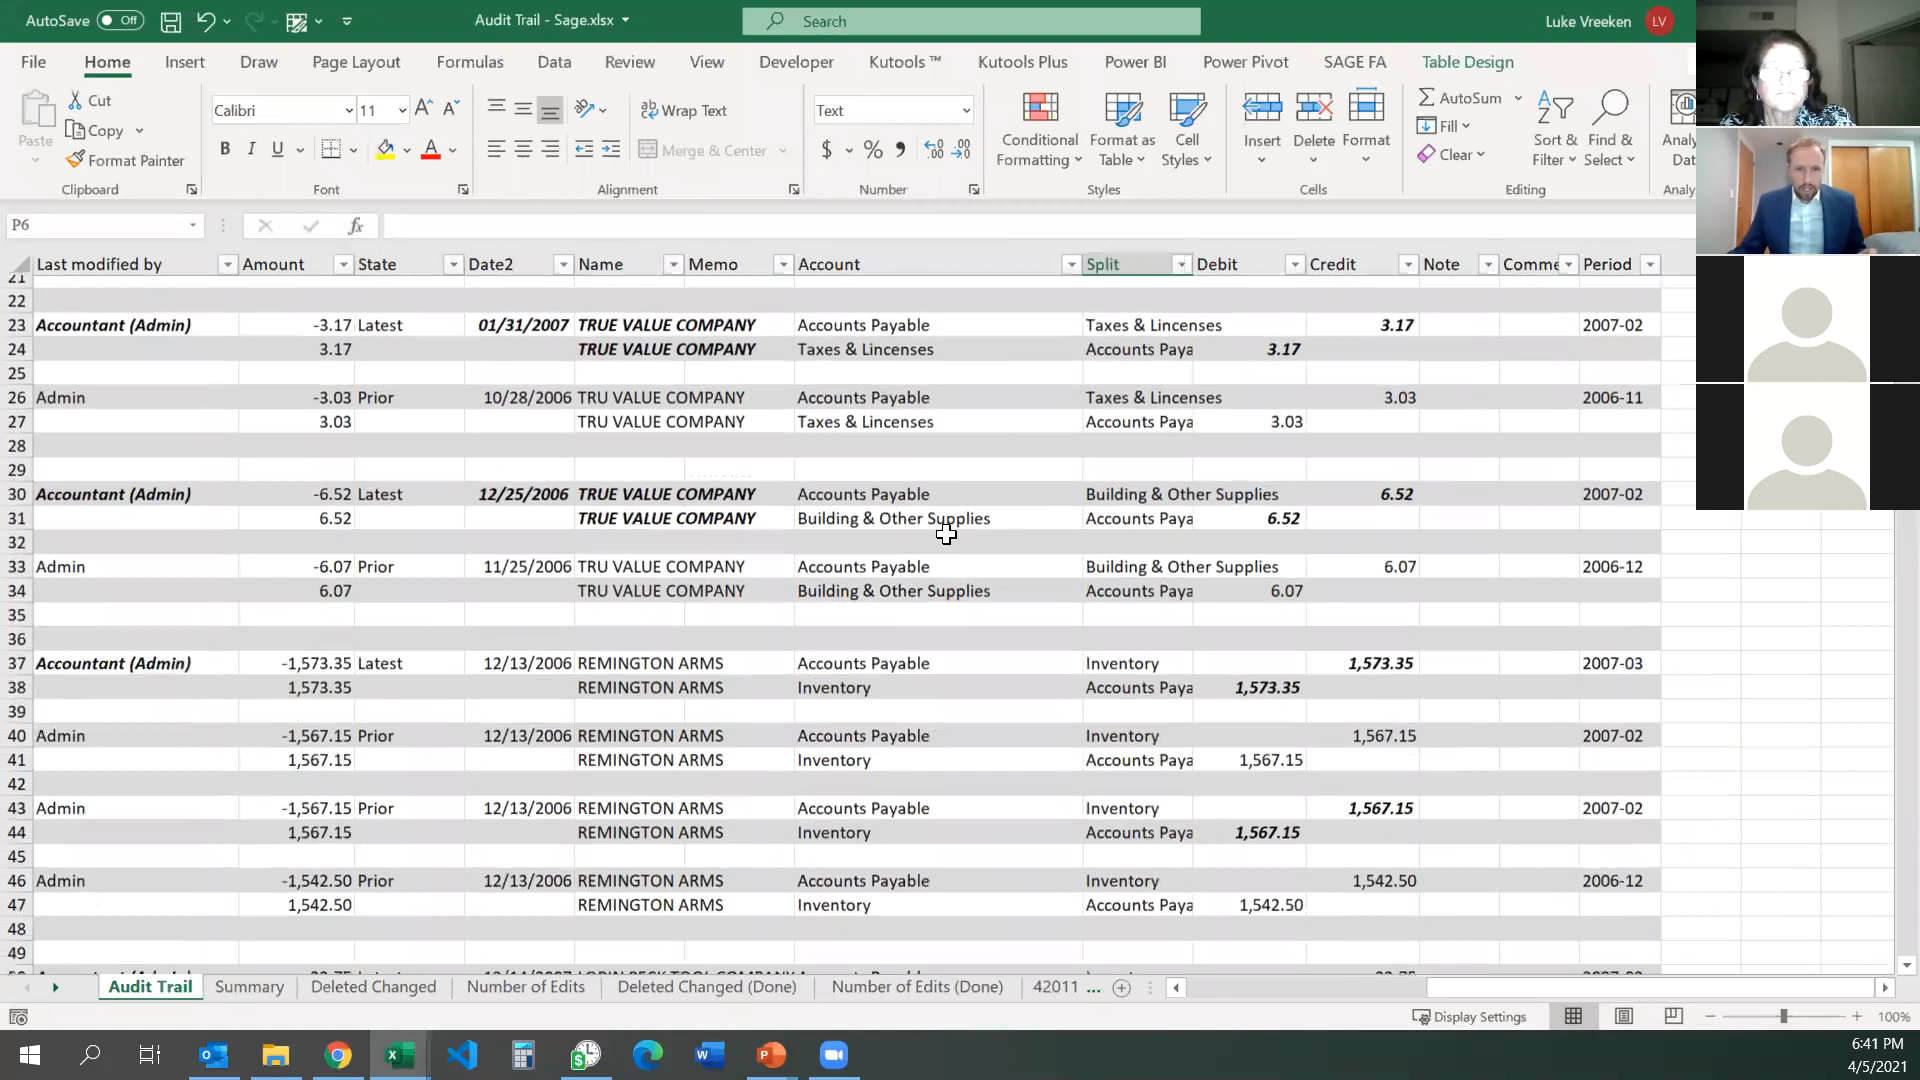 AutoSave Off Audit Trail - Sage.xlsx Search Luke Vreeken LV
File Home Insert Draw Page Layout Formulas Data Review View Developer Kutools ™ Kutools Plus Power BI Power Pivot SAGE FA Table Design
Paste Cut Copy Format Painter
Clipboard
Calibri 11
B I U A
Font
Wrap Text
Merge & Center
Alignment
Text
$ % 9
Number
Conditional Formatting
Format as Table
Cell Styles
Styles
Insert Delete Format
Cells
AutoSum
Fill
Clear
Sort & Filter
Find & Select
Editing
P6 fx
Last modified by Amount State Date2 Name Memo Account Split Debit Credit Note Comme Period
21
22
23 Accountant (Admin) -3.17 Latest 01/31/2007 TRUE VALUE COMPANY Accounts Payable Taxes & Lincenses 3.17 2007-02
24 3.17 TRUE VALUE COMPANY Taxes & Lincenses Accounts Paya 3.17
25
26 Admin -3.03 Prior 10/28/2006 TRU VALUE COMPANY Accounts Payable Taxes & Lincenses 3.03 2006-11
27 3.03 TRU VALUE COMPANY Taxes & Lincenses Accounts Paya 3.03
28
29
30 Accountant (Admin) -6.52 Latest 12/25/2006 TRUE VALUE COMPANY Accounts Payable Building & Other Supplies 6.52 2007-02
31 6.52 TRUE VALUE COMPANY Building & Other Supplies Accounts Paya 6.52
32
33 Admin -6.07 Prior 11/25/2006 TRU VALUE COMPANY Accounts Payable Building & Other Supplies 6.07 2006-12
34 6.07 TRU VALUE COMPANY Building & Other Supplies Accounts Paya 6.07
35
36
37 Accountant (Admin) -1,573.35 Latest 12/13/2006 REMINGTON ARMS Accounts Payable Inventory 1,573.35 2007-03
38 1,573.35 REMINGTON ARMS Inventory Accounts Paya 1,573.35
39
40 Admin -1,567.15 Prior 12/13/2006 REMINGTON ARMS Accounts Payable Inventory 1,567.15 2007-02
41 1,567.15 REMINGTON ARMS Inventory Accounts Paya 1,567.15
42
43 Admin -1,567.15 Prior 12/13/2006 REMINGTON ARMS Accounts Payable Inventory 1,567.15 2007-02
44 1,567.15 REMINGTON ARMS Inventory Accounts Paya 1,567.15
45
46 Admin -1,542.50 Prior 12/13/2006 REMINGTON ARMS Accounts Payable Inventory 1,542.50 2006-12
47 1,542.50 REMINGTON ARMS Inventory Accounts Paya 1,542.50
48
49
Audit Trail Summary Deleted Changed Number of Edits Deleted Changed (Done) Number of Edits (Done) 42011 ...
Display Settings 100%
6:41 PM
4/5/2021